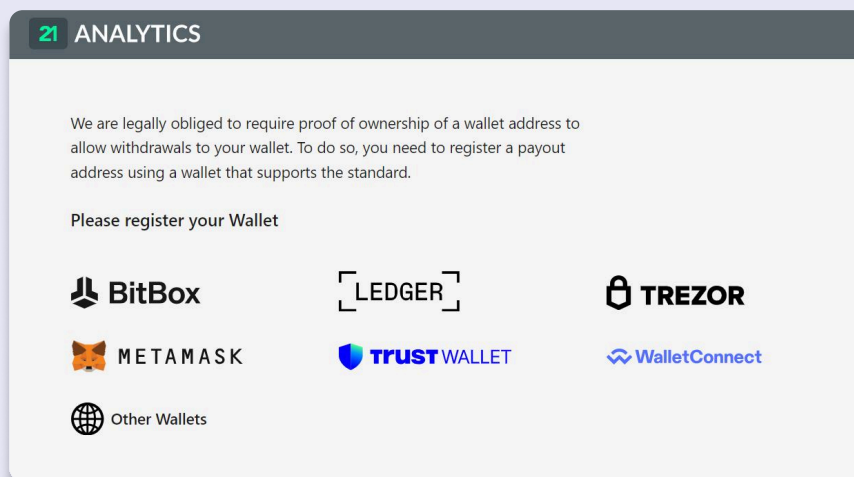 21 ANALYTICS
We are legally obliged to require proof of ownership of a wallet address to
allow withdrawals to your wallet. To do so, you need to register a payout
address using a wallet that supports the standard.
Please register your Wallet
BitBox LEDGER TREZOR
METAMASK TRUST WALLET WalletConnect
Other Wallets